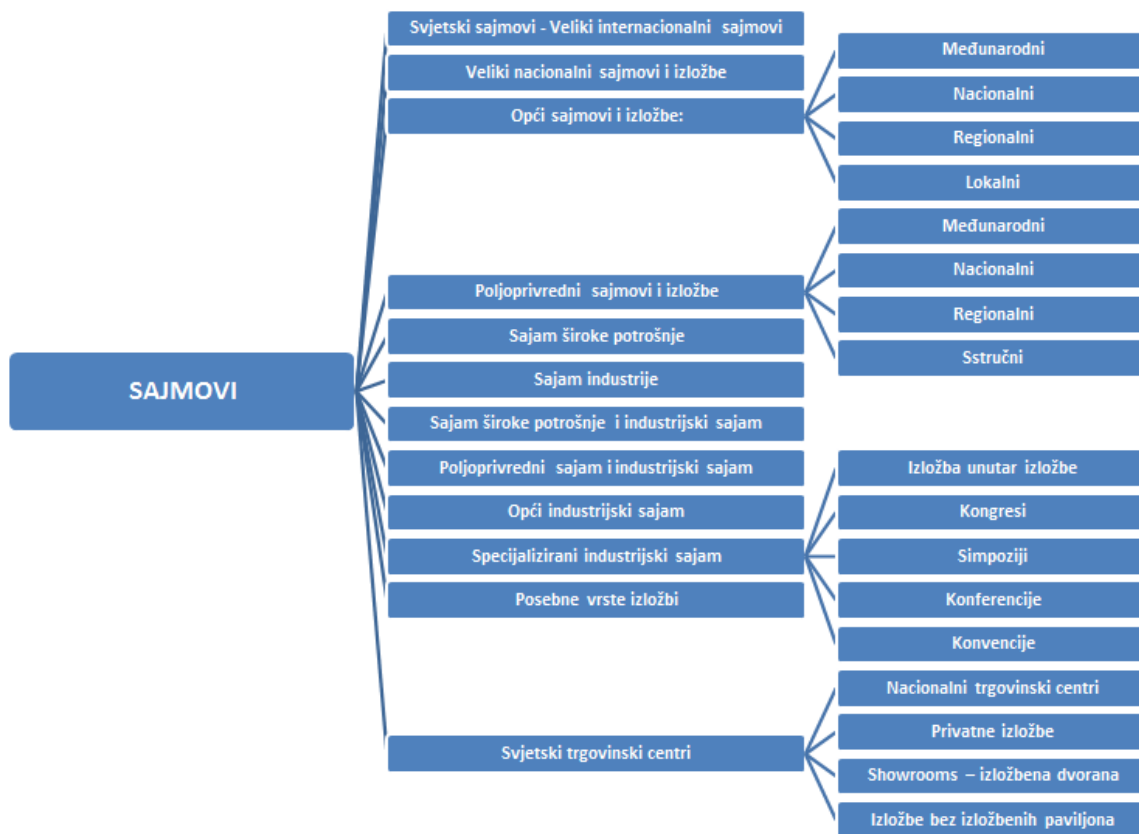 SAJMOVI
Svjetski sajmovi - Veliki internacionalni sajmovi
Veliki nacionalni sajmovi i izložbe
Opći sajmovi i izložbe:
Međunarodni
Nacionalni
Regionalni
Lokalni
Poljoprivredni sajmovi i izložbe
Međunarodni
Nacionalni
Regionalni
Sstručni
Sajam široke potrošnje
Sajam industrije
Sajam široke potrošnje i industrijski sajam
Poljoprivredni sajam i industrijski sajam
Opći industrijski sajam
Specijalizirani industrijski sajam
Izložba unutar izložbe
Kongresi
Simpoziji
Konferencije
Konvencije
Posebne vrste izložbi
Svjetski trgovinski centri
Nacionalni trgovinski centri
Privatne izložbe
Showrooms – izložbena dvorana
Izložbe bez izložbenih paviljona